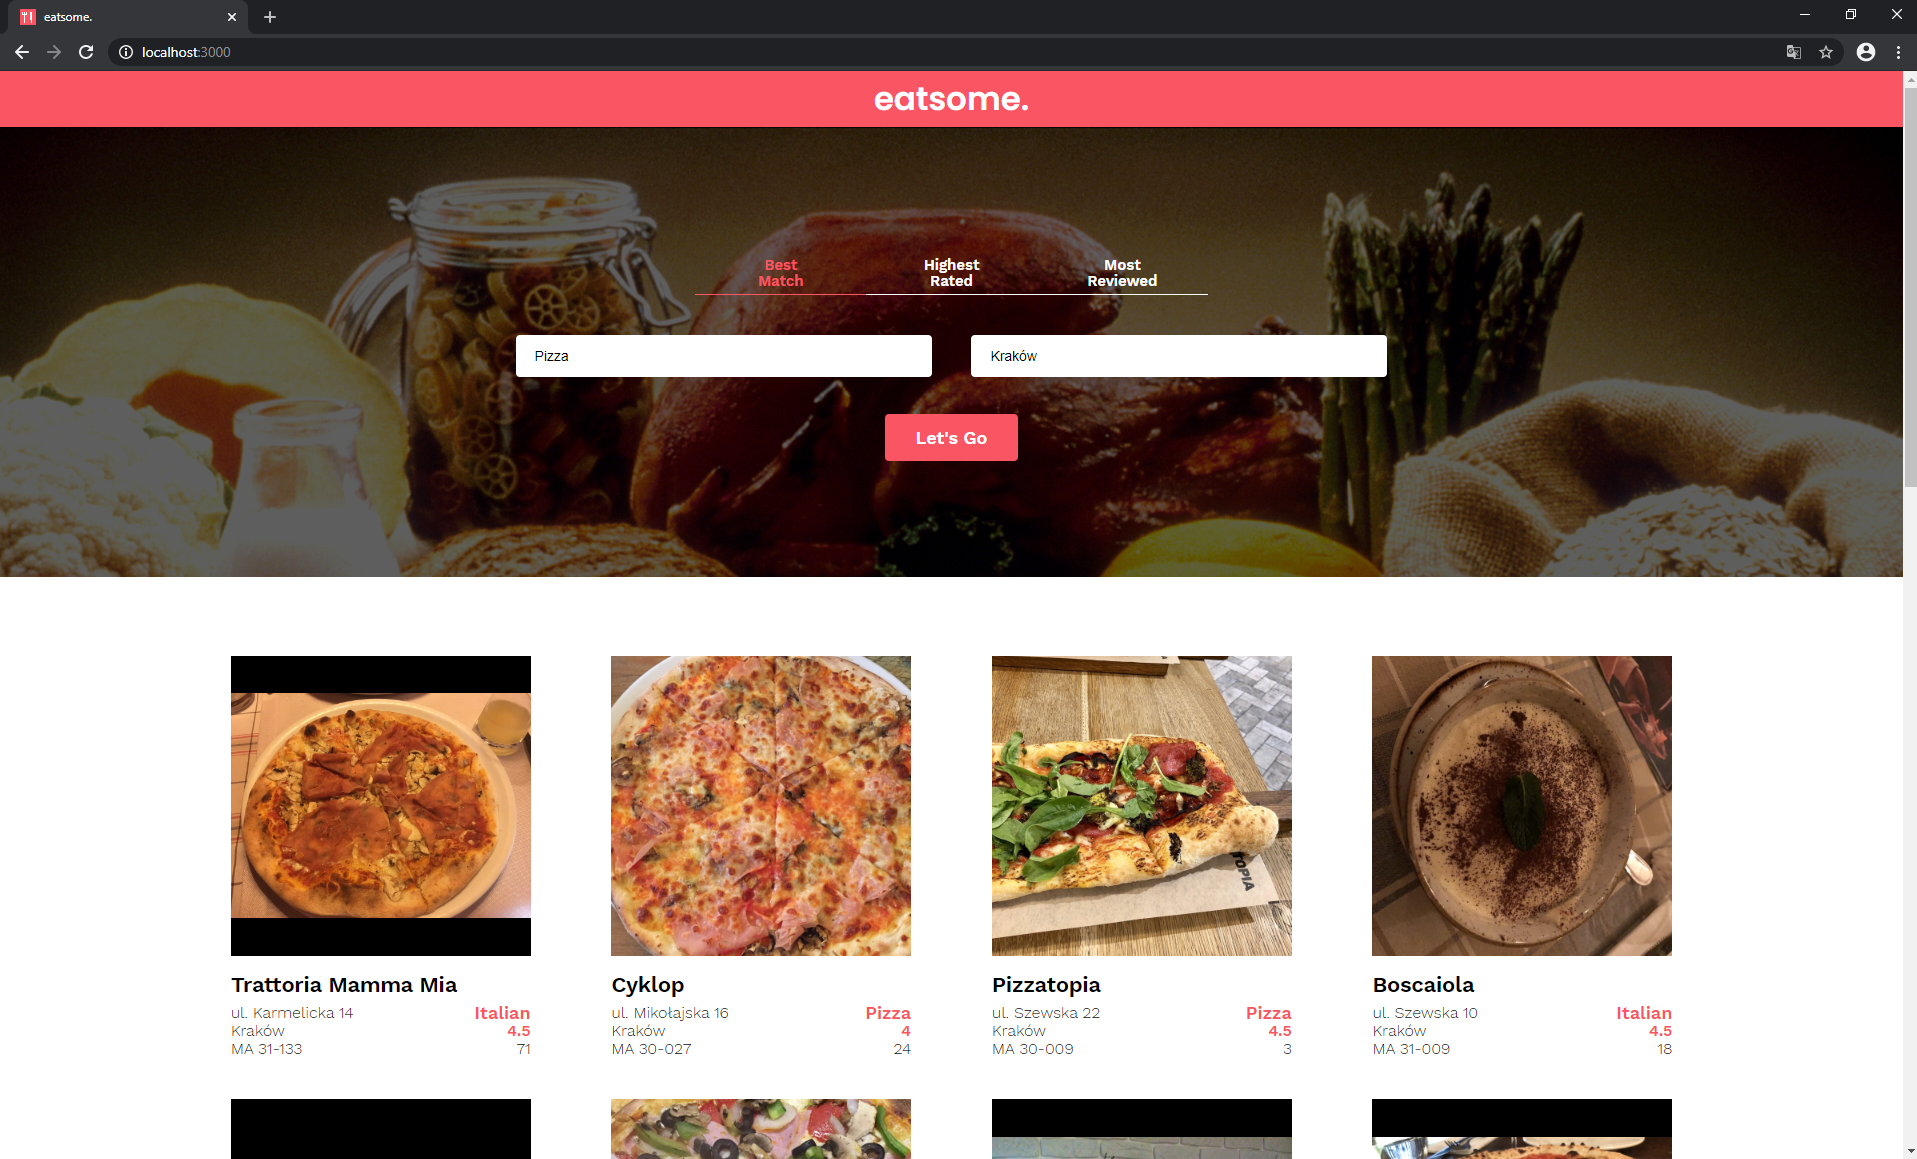 eatsome.
localhost:3000
eatsome.
Best
Match
Highest
Rated
Most
Reviewed
Pizza
Kraków
Let's Go
TOPIA
Trattoria Mamma Mia
ul. Karmelicka 14
Italian
Kraków
4.5
MA 31-133
71
Cyklop
ul. Mikołajska 16
Pizza
Kraków
4
MA 30-027
24
Pizzatopia
ul. Szewska 22
Pizza
Kraków
4.5
MA 30-009
3
Boscaiola
ul. Szewska 10
Italian
Kraków
4.5
MA 31-009
18